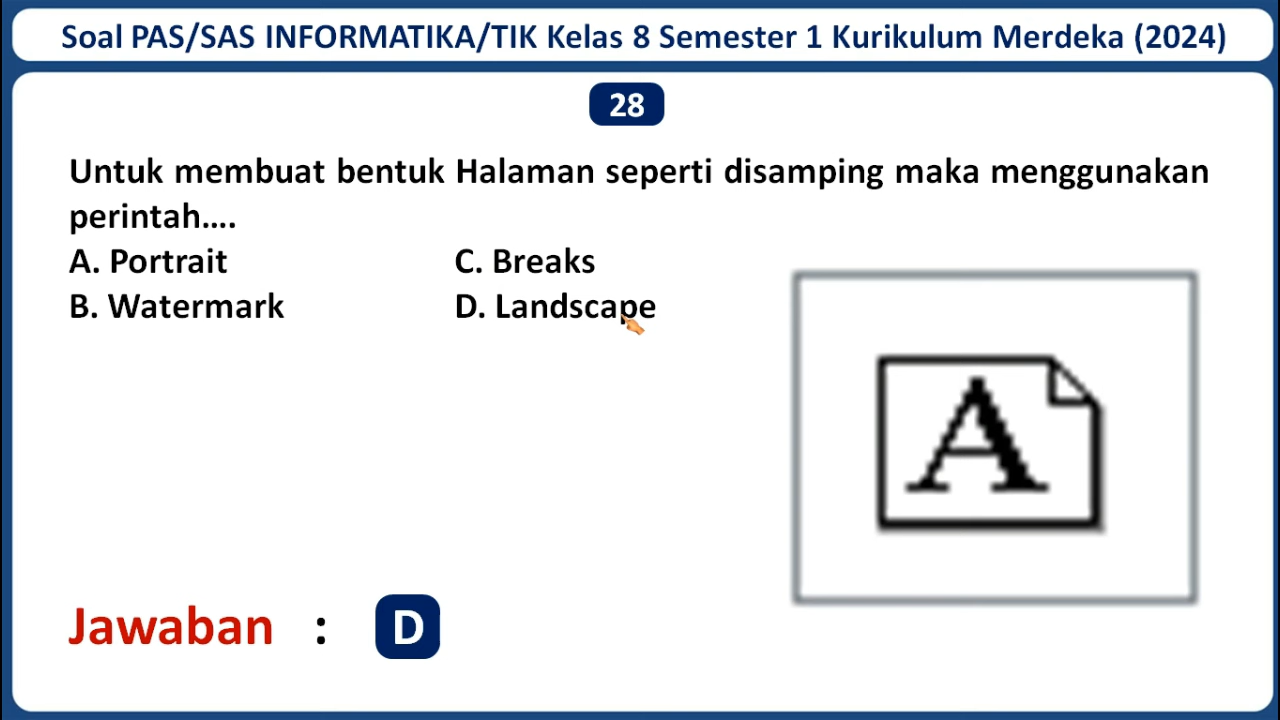 Soal PAS/SAS INFORMATIKA/TIK Kelas 8 Semester 1 Kurikulum Merdeka (2024)
28
Untuk membuat bentuk Halaman seperti disamping maka menggunakan
perintah....
A. Portrait C. Breaks
B. Watermark D. Landscape
A
Jawaban : D